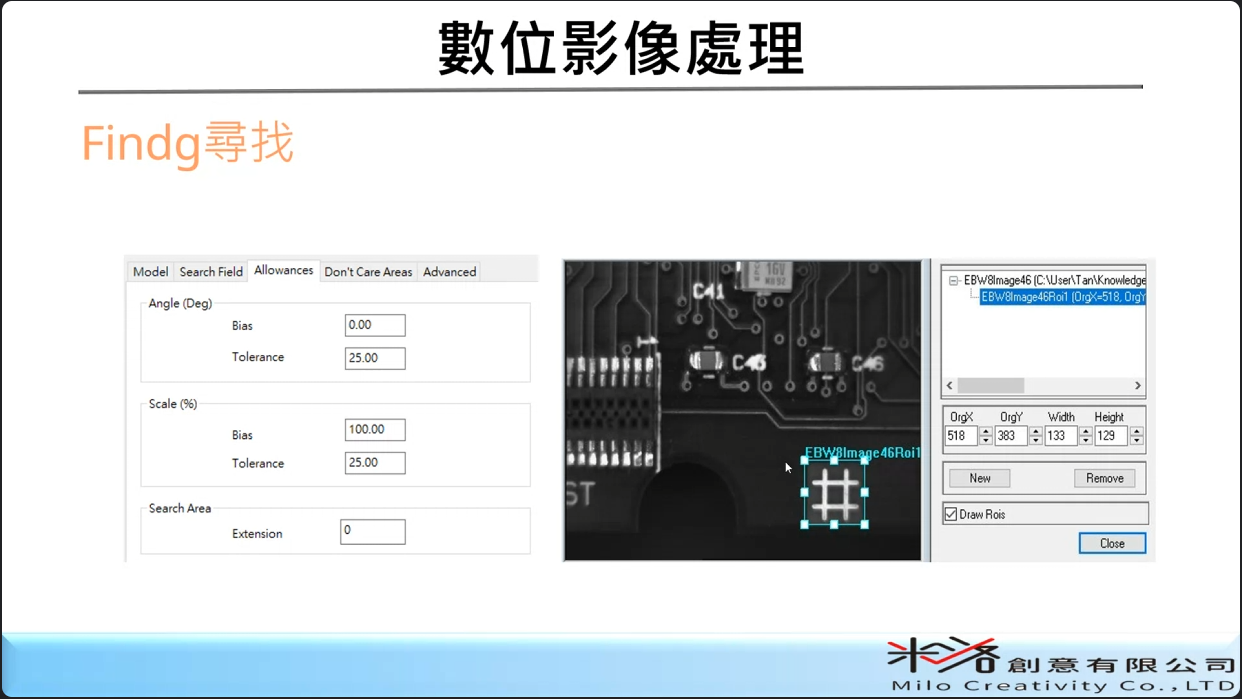 數位影像處理
Findg尋找
Model Search Field Allowances Don't Care Areas Advanced
Angle (Deg)
Bias 0.00
Tolerance 25.00
Scale (%)
Bias 100.00
Tolerance 25.00
Search Area
Extension 0
16V
C41
C45
C46
EBW8Image46Roi1
ST
EBW8Image46 (C:\User\Tan\Knowledge
EBW8Image46Roi1 (OrgX=518, OrgY
OrgX OrgY Width Height
518 383 133 129
New Remove
Draw Rois
Close
米洛創意有限公司
Milo Creativity Co.,LTD